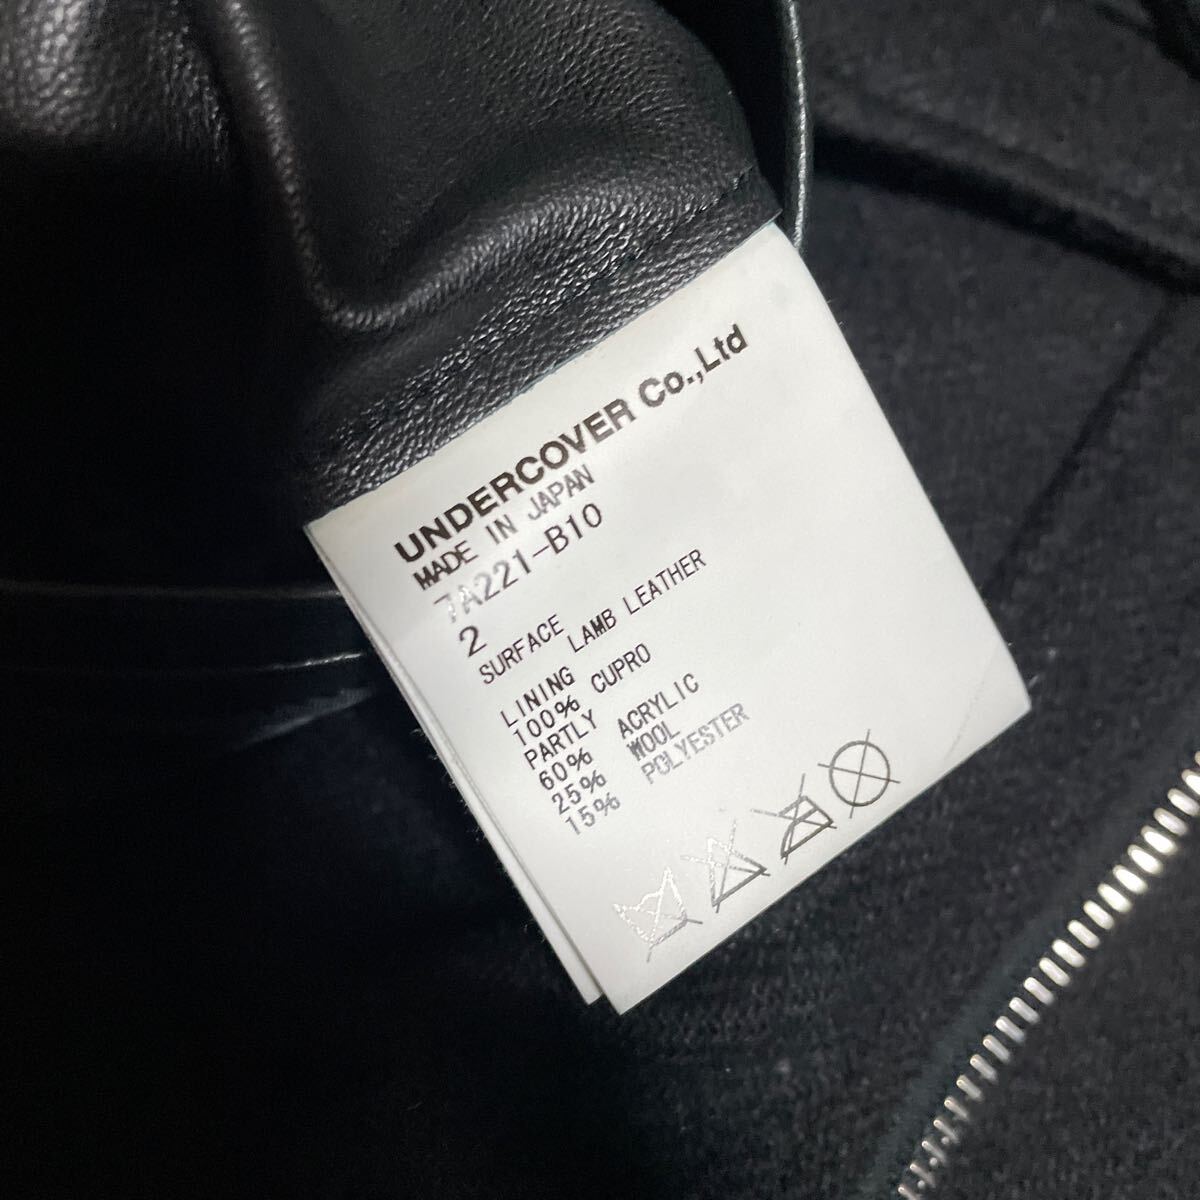 UNDERCOVER Co.,Ltd
MADE IN JAPAN
7A221-B10
2
SURFACE
LAMB LEATHER
LINING
100% CUPRO
PARTLY
60% ACRYLIC
25% WOOL
15% POLYESTER